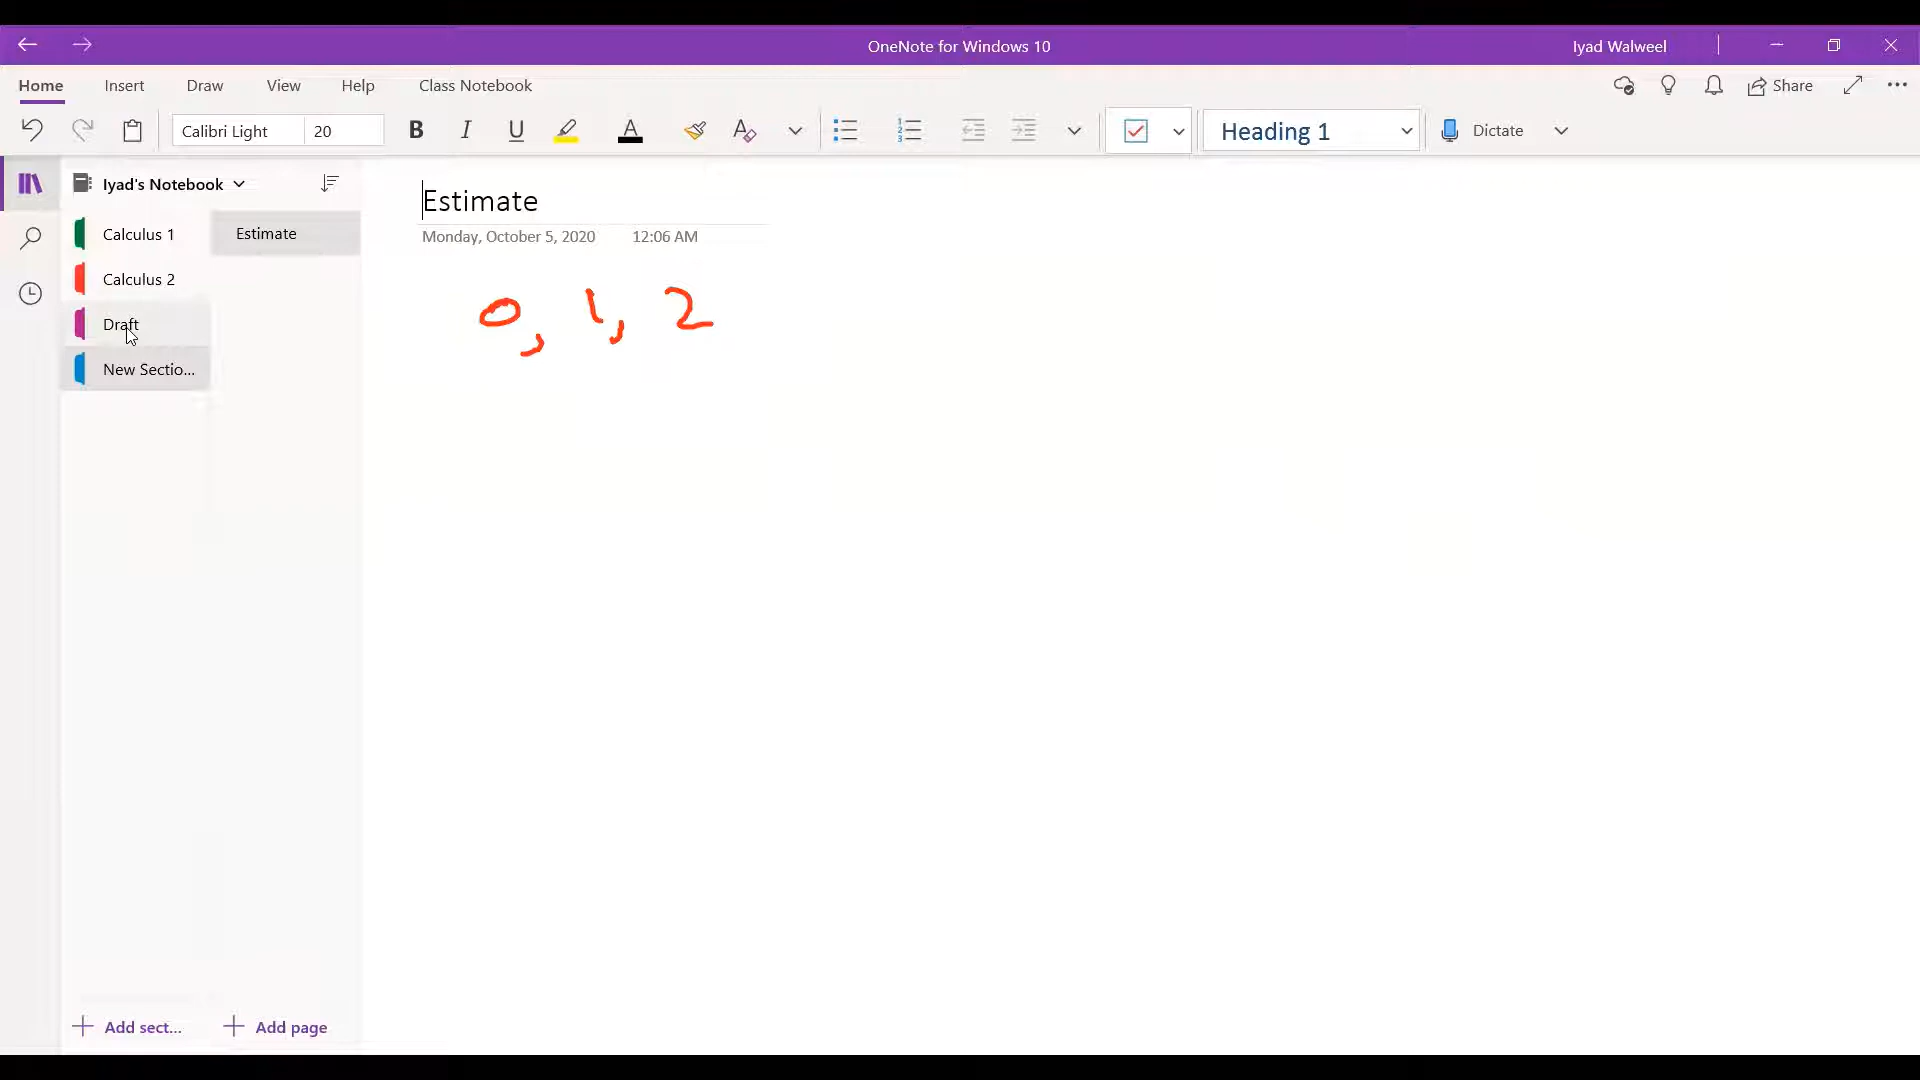 OneNote for Windows 10
Iyad Walweel
Home Insert Draw View Help Class Notebook
Share
Calibri Light 20
B I U A A
Heading 1
Dictate
Iyad's Notebook
Calculus 1
Calculus 2
Draft
New Sectio...
Estimate
Estimate
Monday, October 5, 2020 12:06 AM
0, 1, 2
Add sect... Add page